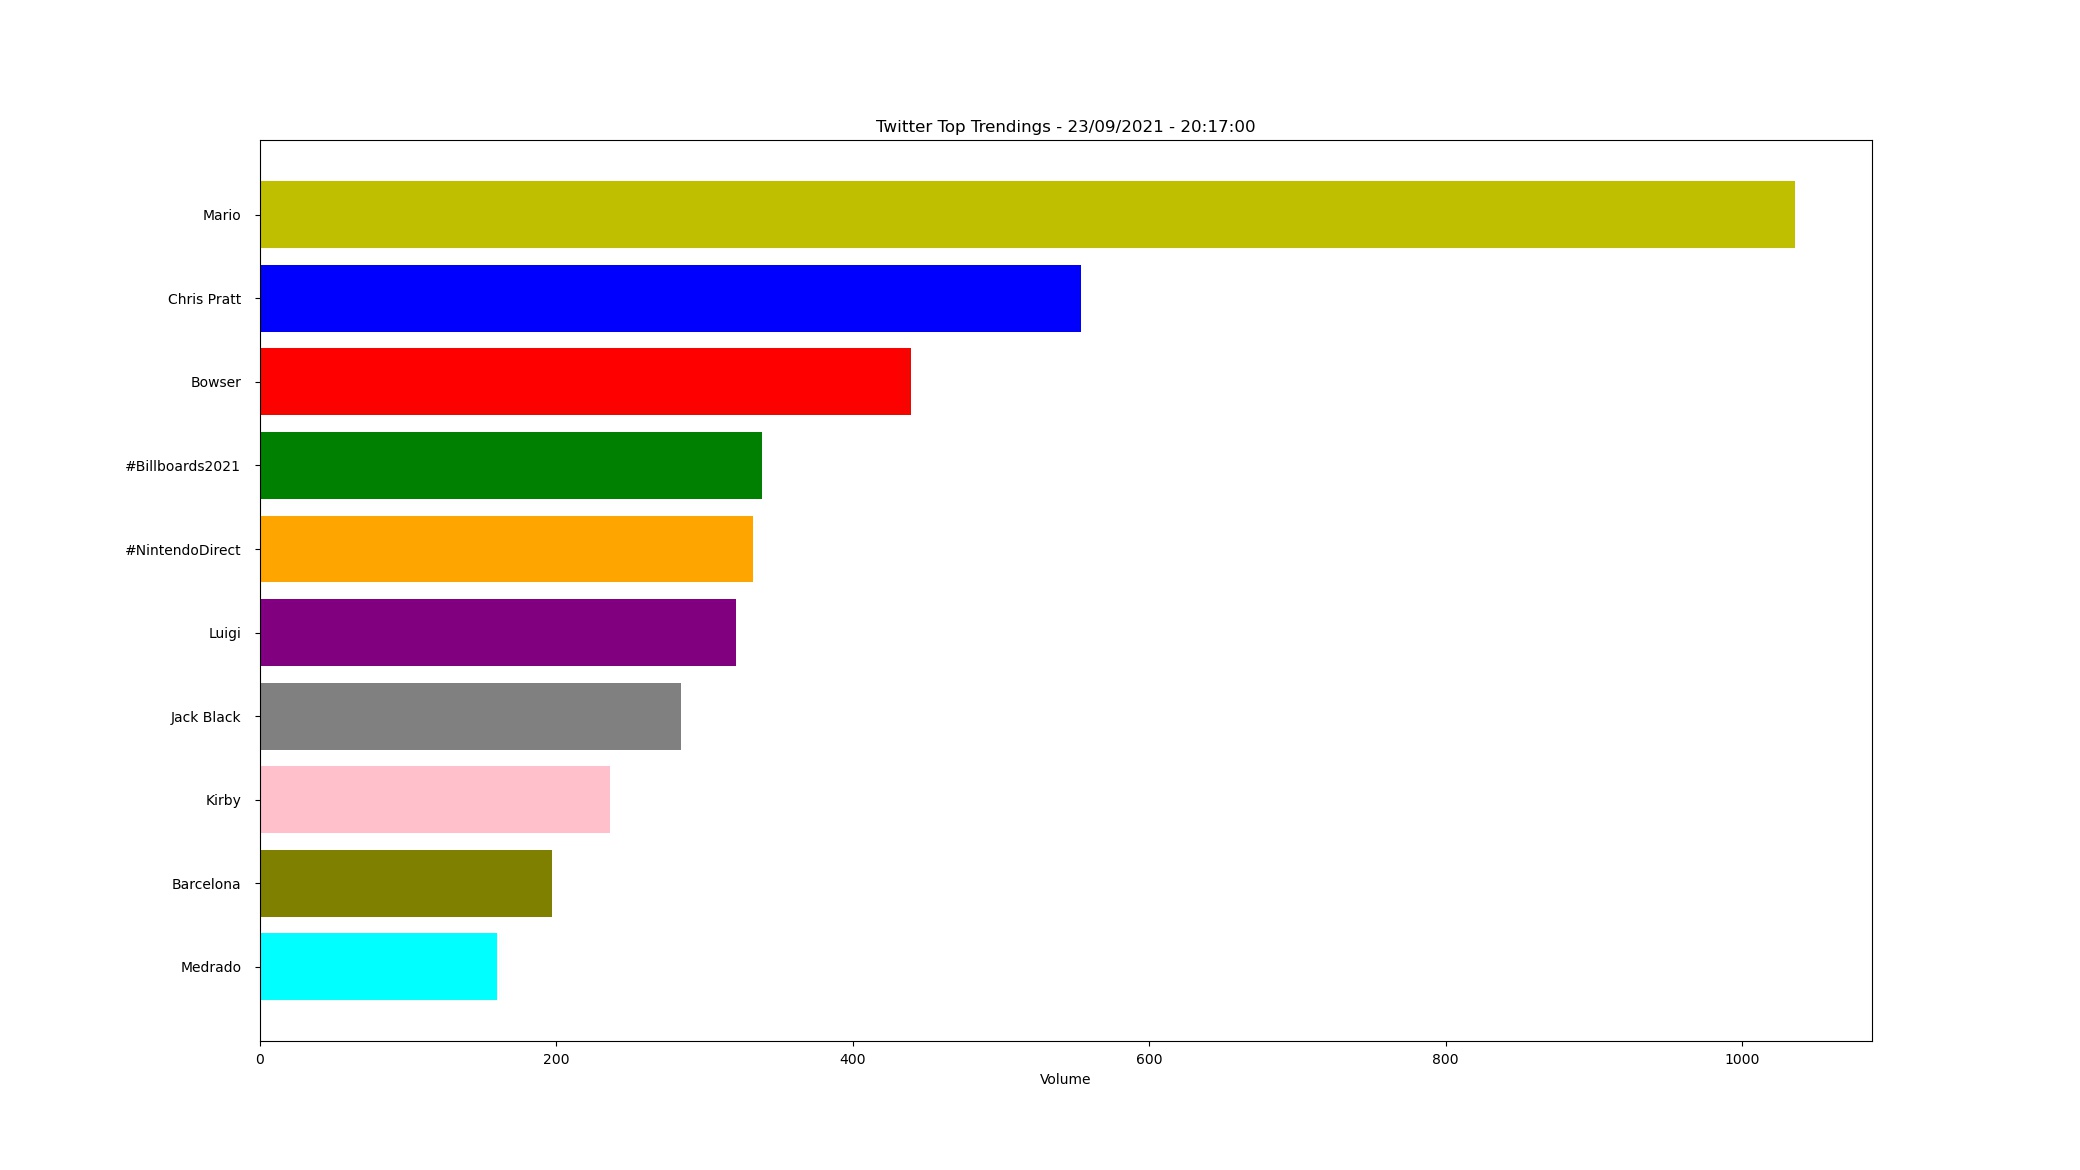 Twitter Top Trendings - 23/09/2021 - 20:17:00
Mario
Chris Pratt
Bowser
#Billboards2021
#NintendoDirect
Luigi
Jack Black
Kirby
Barcelona
Medrado
0 200 400 600 800 1000
Volume